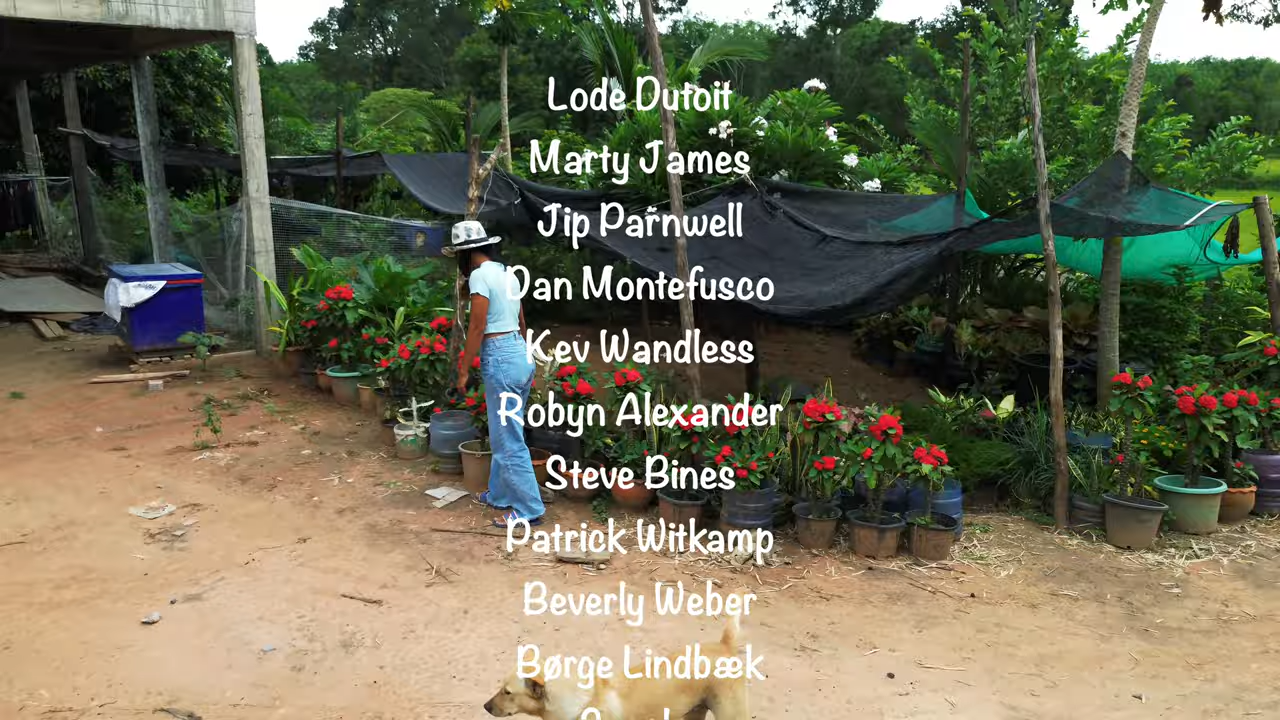 Lode Dutoit
Marty James
Jip Parnwell
Dan Montefusco
Kev Wandless
Robyn Alexander
Steve Bines
Patrick Witkamp
Beverly Weber
Børge Lindbæk